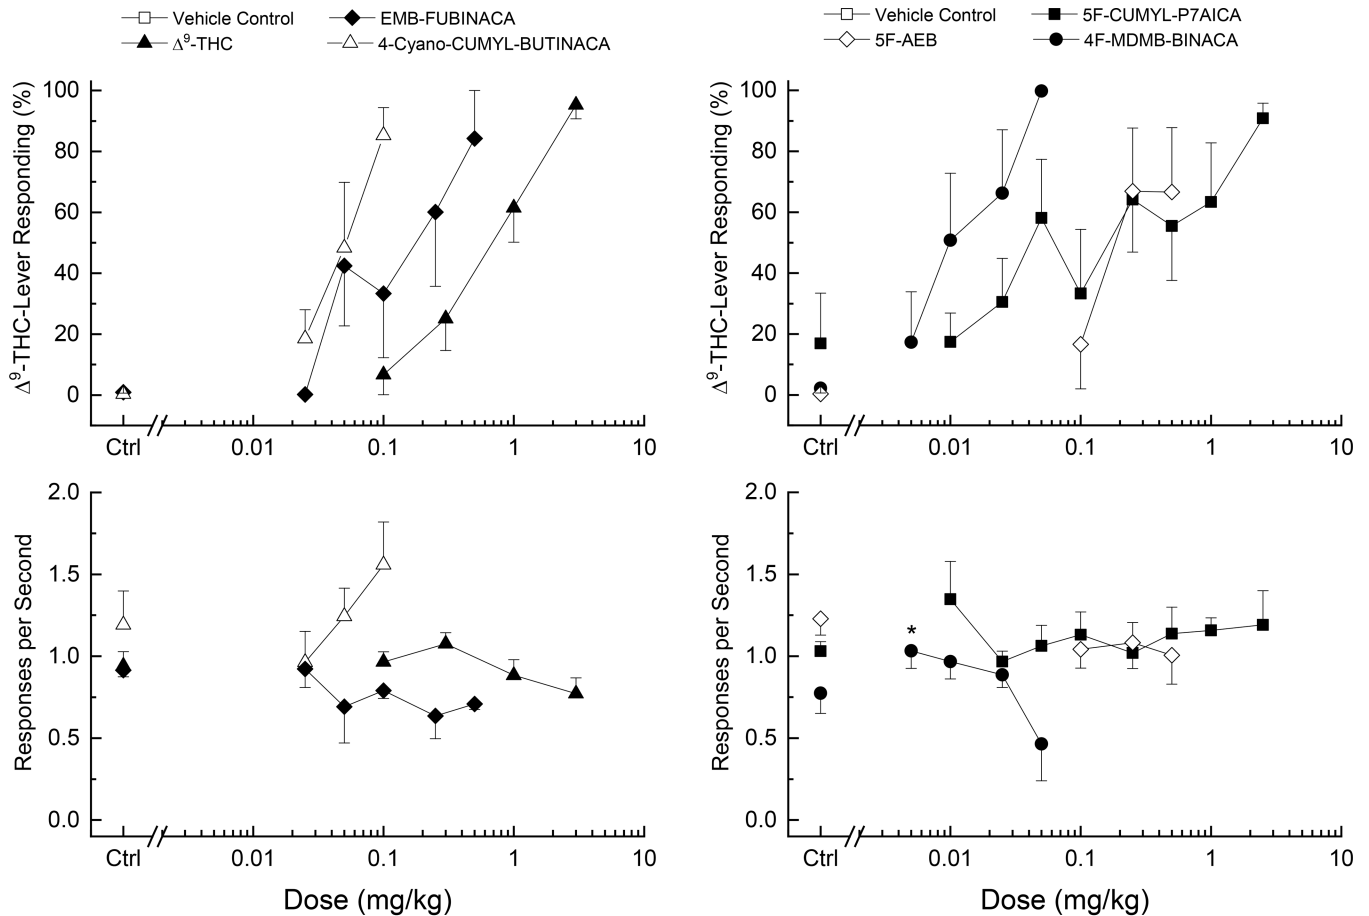 Vehicle Control
EMB-FUBINACA
Δ⁹-THC
4-Cyano-CUMYL-BUTINACA
Vehicle Control
5F-CUMYL-P7AICA
5F-AEB
4F-MDMB-BINACA
Δ⁹-THC-Lever Responding (%)
100
80
60
40
20
0
Ctrl
0.01
0.1
1
10
Δ⁹-THC-Lever Responding (%)
100
80
60
40
20
0
Ctrl
0.01
0.1
1
10
Responses per Second
2.0
1.5
1.0
0.5
0.0
Ctrl
0.01
0.1
1
10
Dose (mg/kg)
Responses per Second
2.0
1.5
1.0
0.5
0.0
*
Ctrl
0.01
0.1
1
10
Dose (mg/kg)